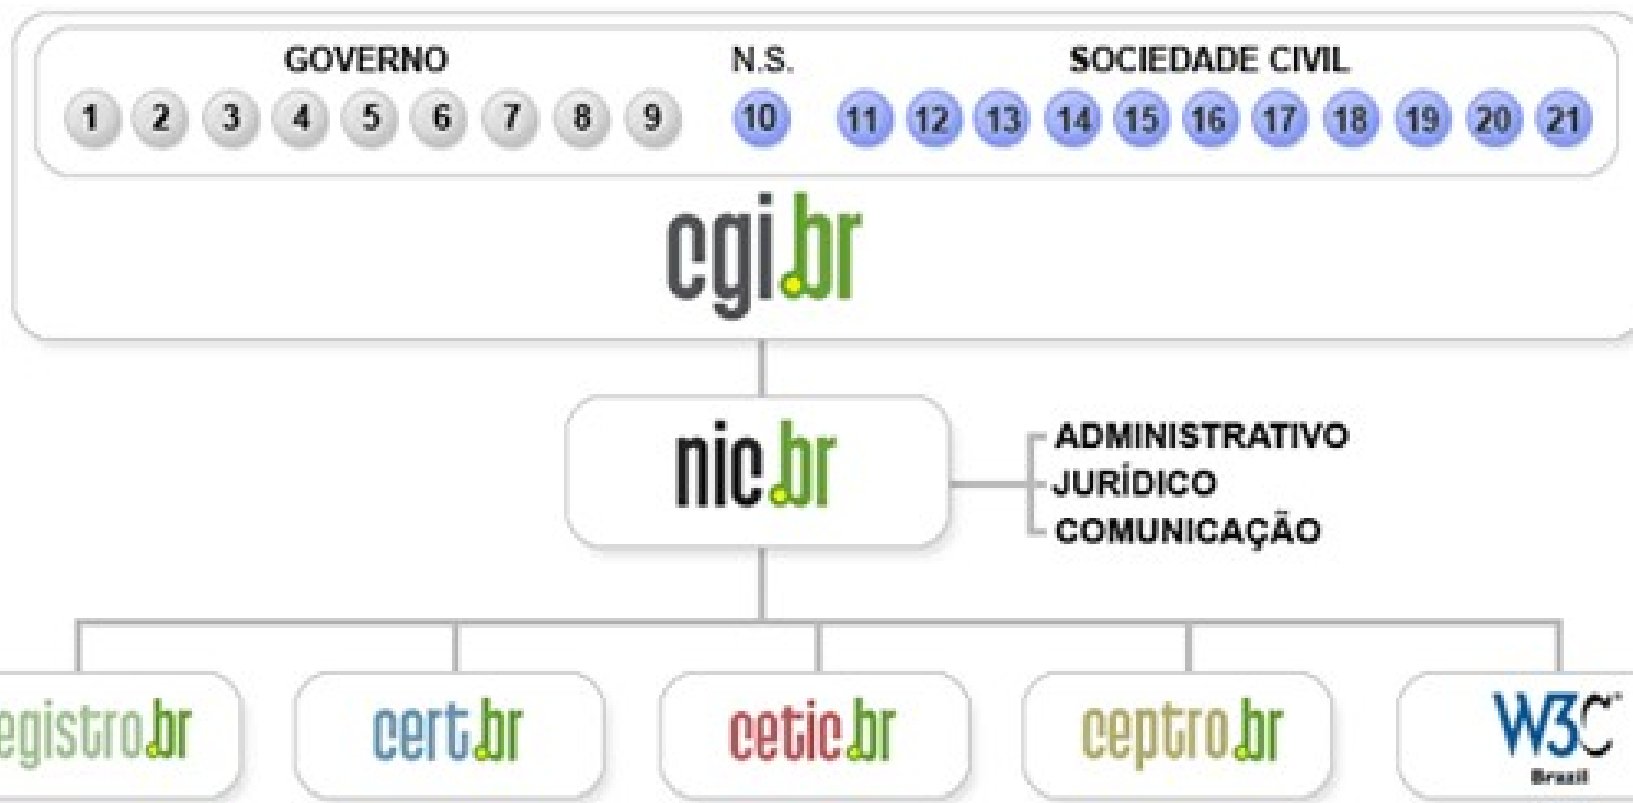 GOVERNO N.S. SOCIEDADE CIVIL
1 2 3 4 5 6 7 8 9 10 11 12 13 14 15 16 17 18 19 20 21
cgi.br
nic.br
ADMINISTRATIVO
JURÍDICO
COMUNICAÇÃO
egistro.br cert.br cetic.br ceptro.br W3C
Brazil